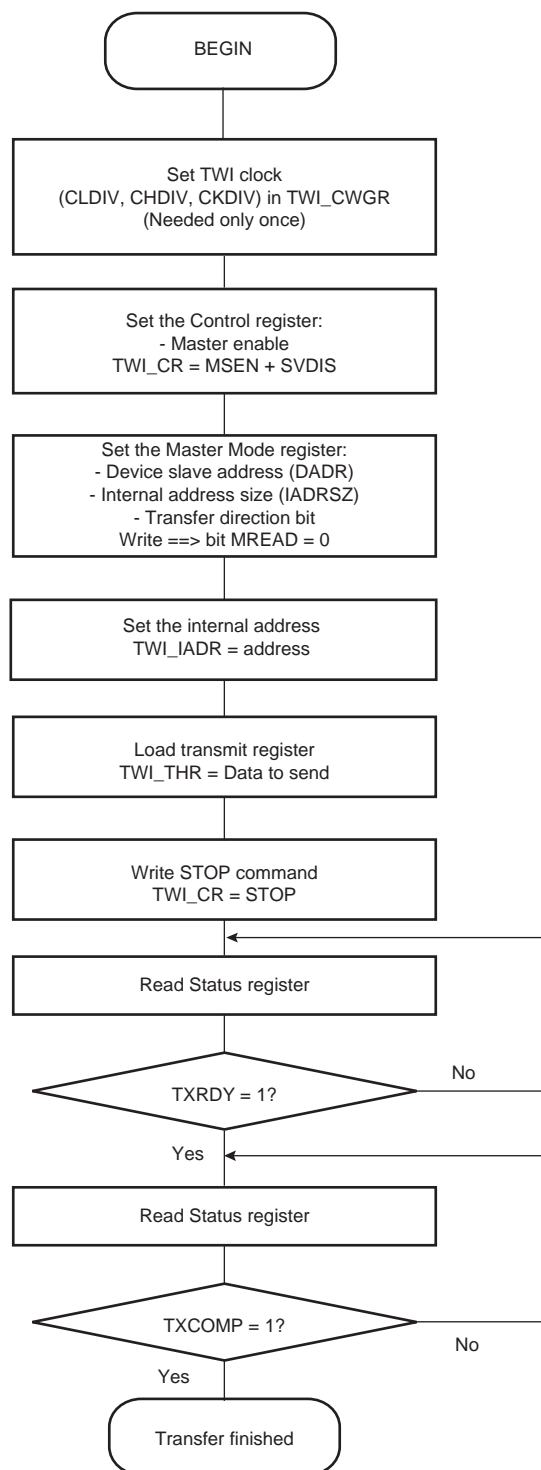 BEGIN
Set TWI clock
(CLDIV, CHDIV, CKDIV) in TWI_CWGR
(Needed only once)
Set the Control register:
- Master enable
TWI_CR = MSEN + SVDIS
Set the Master Mode register:
- Device slave address (DADR)
- Internal address size (IADRSZ)
- Transfer direction bit
Write ==> bit MREAD = 0
Set the internal address
TWI_IADR = address
Load transmit register
TWI_THR = Data to send
Write STOP command
TWI_CR = STOP
Read Status register
No
TXRDY = 1?
Yes
Read Status register
TXCOMP = 1?
No
Yes
Transfer finished